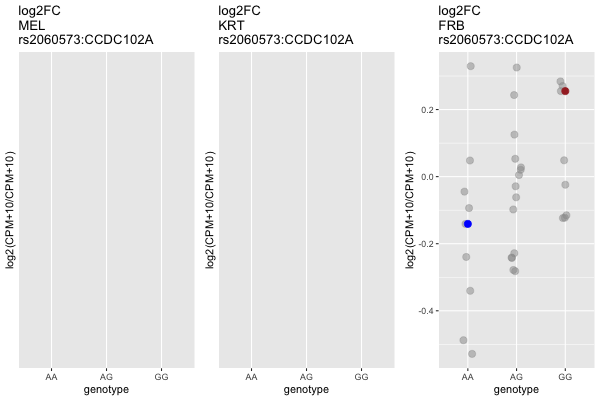 log2FC
MEL
rs2060573:CCDC102A
log2(CPM+10/CPM+10)
AA AG GG
genotype
log2FC
KRT
rs2060573:CCDC102A
log2(CPM+10/CPM+10)
AA AG GG
genotype
log2FC
FRB
rs2060573:CCDC102A
log2(CPM+10/CPM+10)
0.2
0.0
-0.2
-0.4
AA AG GG
genotype